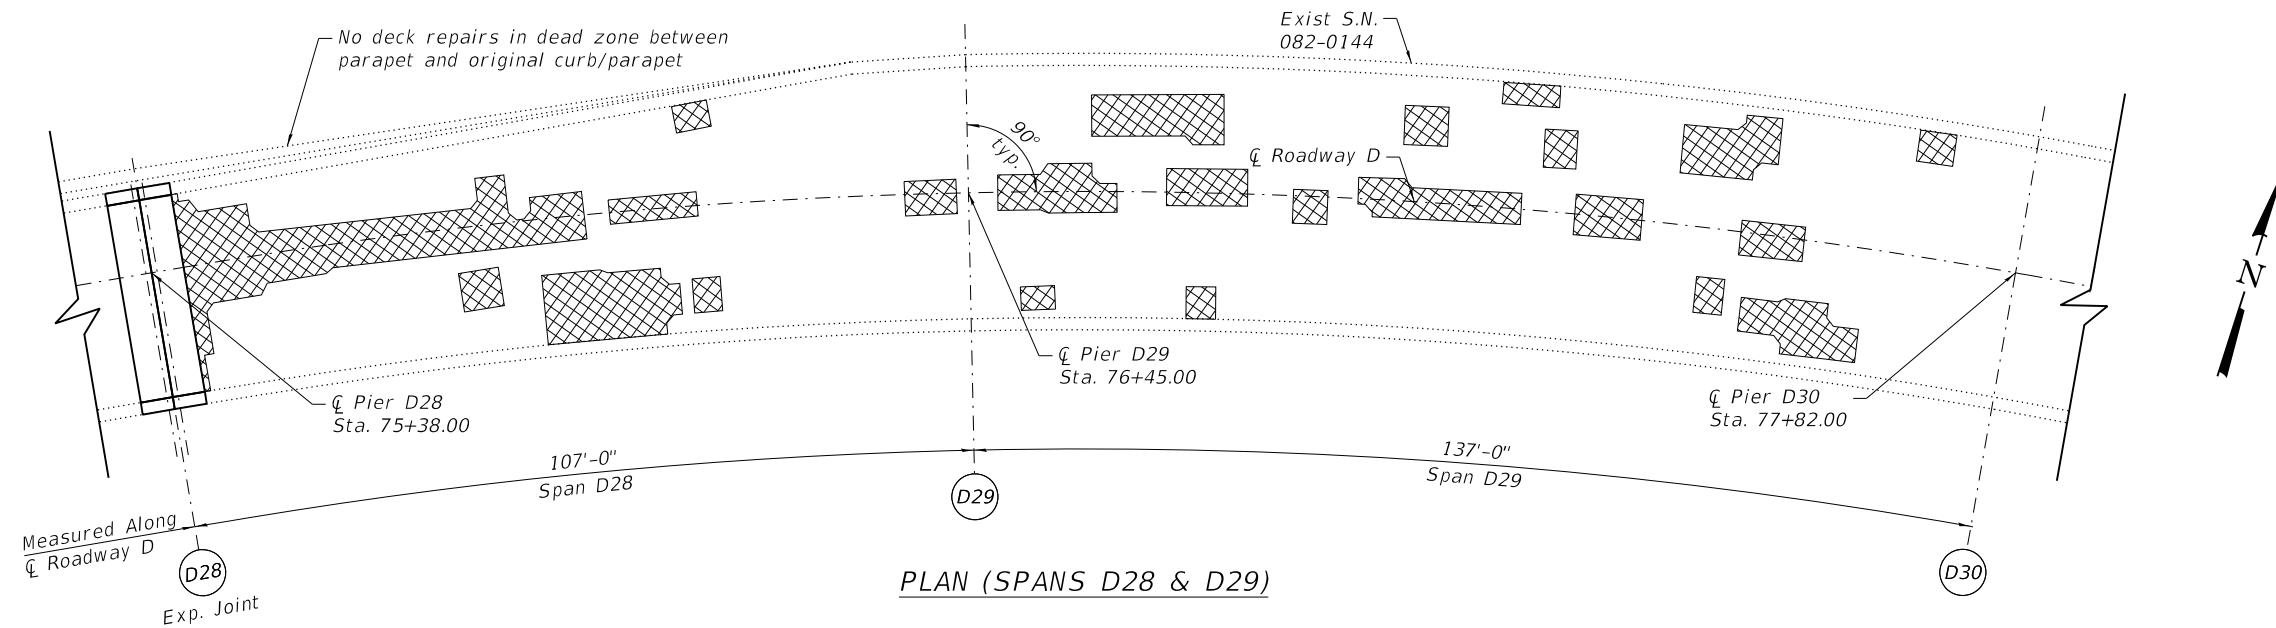 No deck repairs in dead zone between
parapet and original curb/parapet
Exist S.N.
082-0144
90°
typ.
℄ Roadway D
N
℄ Pier D29
Sta. 76+45.00
℄ Pier D28
Sta. 75+38.00
℄ Pier D30
Sta. 77+82.00
107'-0"
Span D28
137'-0"
Span D29
Measured Along
℄ Roadway D
D28
D29
D30
Exp. Joint
PLAN (SPANS D28 & D29)